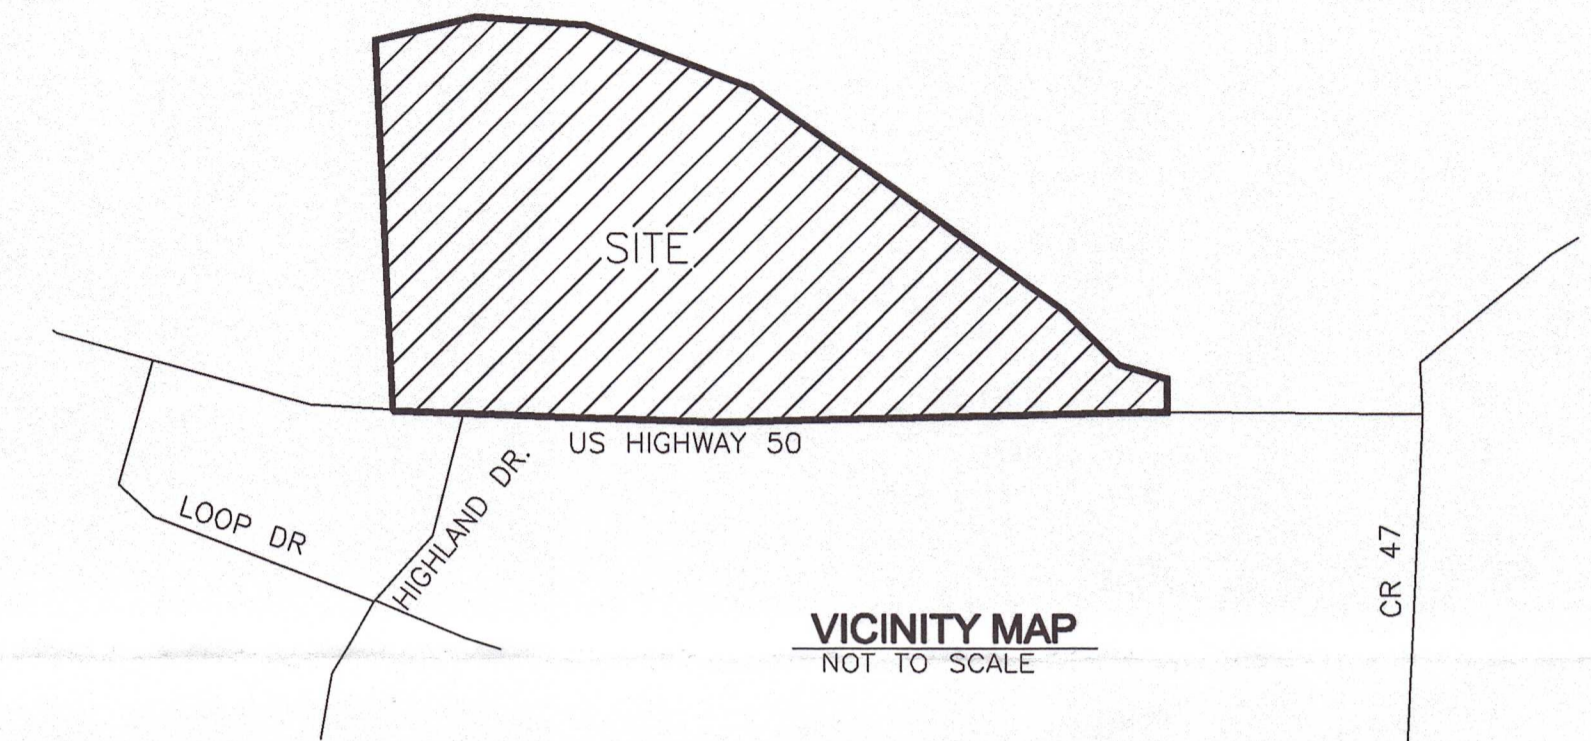 SITE
US HIGHWAY 50
LOOP DR
HIGHLAND DR.
CR 47
VICINITY MAP
NOT TO SCALE